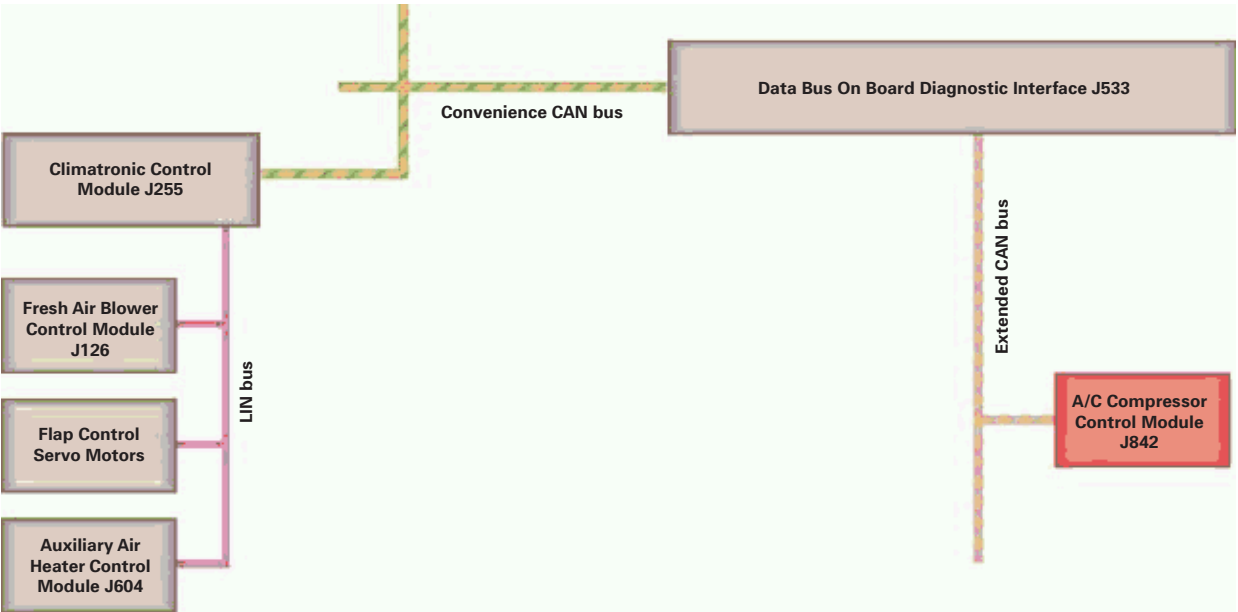 Data Bus On Board Diagnostic Interface J533
Convenience CAN bus
Climatronic Control
Module J255
Extended CAN bus
Fresh Air Blower
Control Module
J126
LIN bus
A/C Compressor
Control Module
J842
Flap Control
Servo Motors
Auxiliary Air
Heater Control
Module J604